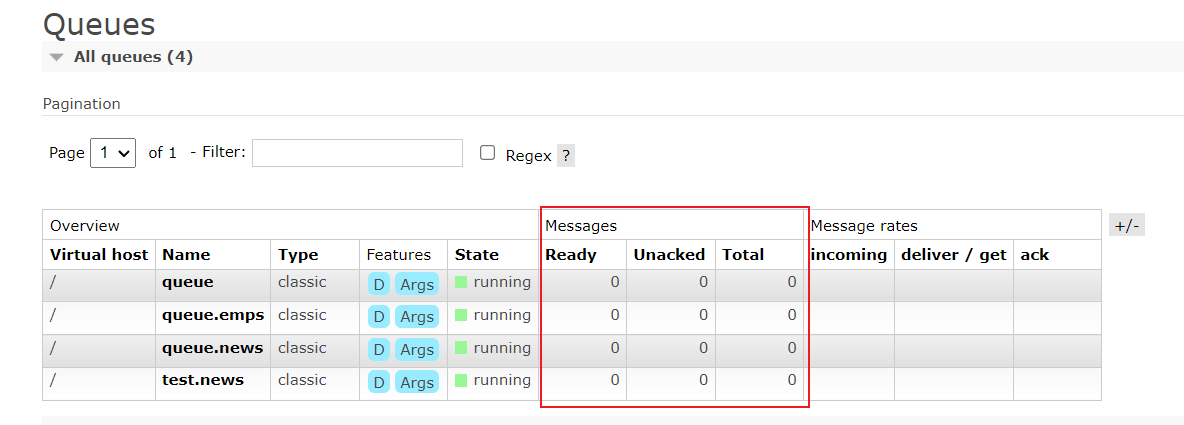 Queues
All queues (4)
Pagination
Page 1 of 1 - Filter: Regex ?
Overview Messages Message rates +/-
Virtual host Name Type Features State Ready Unacked Total incoming deliver / get ack
/ queue classic D Args running 0 0 0
/ queue.emps classic D Args running 0 0 0
/ queue.news classic D Args running 0 0 0
/ test.news classic D Args running 0 0 0